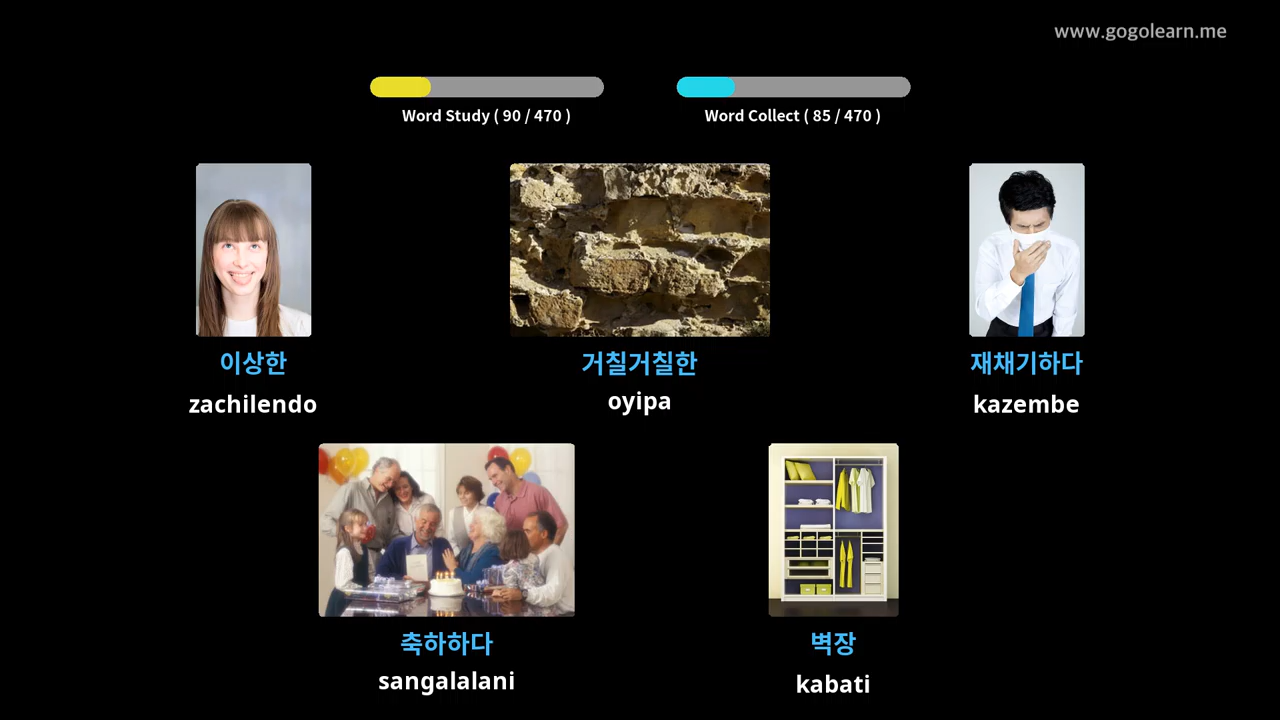 www.gogolearn.me
Word Study ( 90 / 470 )
Word Collect ( 85 / 470 )
이상한
zachilendo
거칠거칠한
oyipa
재채기하다
kazembe
축하하다
sangalalani
벽장
kabati